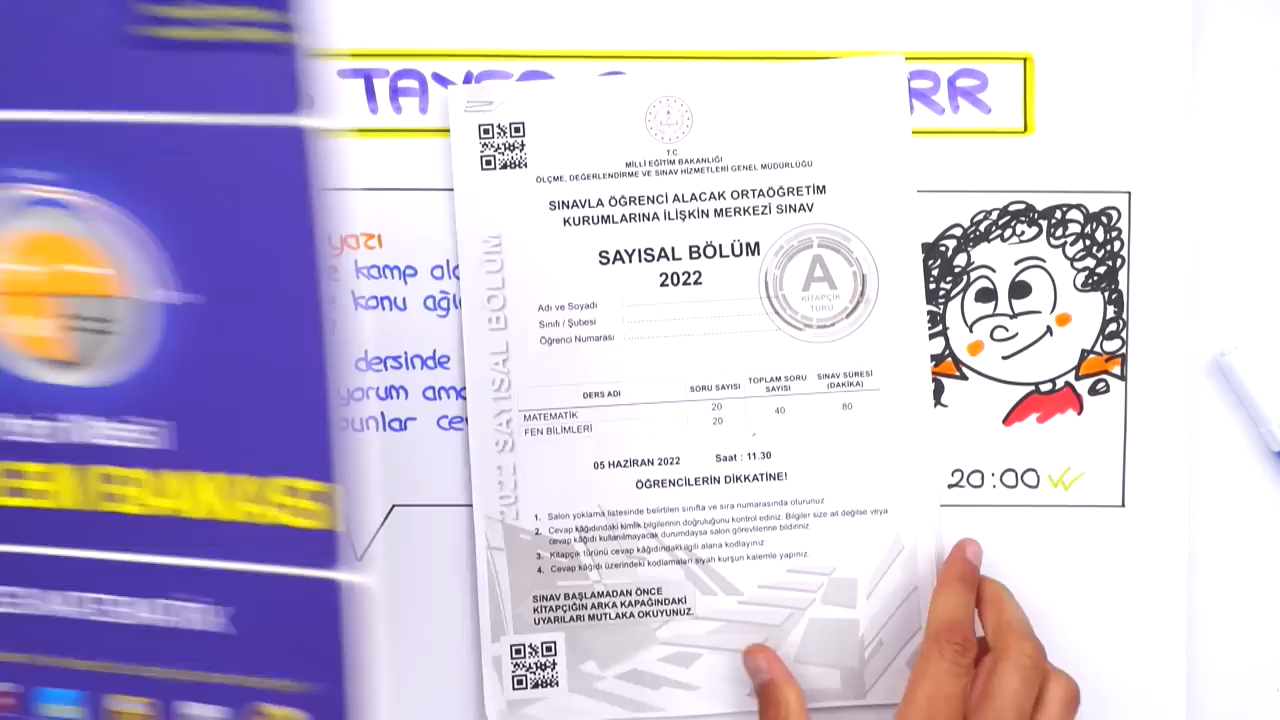 RR
T.C.
MİLLİ EĞİTİM BAKANLIĞI
ÖLÇME, DEĞERLENDİRME VE SINAV HİZMETLERİ GENEL MÜDÜRLÜĞÜ
SINAVLA ÖĞRENCİ ALACAK ORTAÖĞRETİM
KURUMLARINA İLİŞKİN MERKEZÎ SINAV
SAYISAL BÖLÜM
2022
A
KİTAPÇIK
TÜRÜ
Adı ve Soyadı :
Sınıfı / Şubesi :
Öğrenci Numarası :
DERS ADI SORU SAYISI TOPLAM SORU SAYISI SINAV SÜRESİ (DAKİKA)
MATEMATİK 20 40 80
FEN BİLİMLERİ 20
05 HAZİRAN 2022 Saat : 11.30
ÖĞRENCİLERİN DİKKATİNE!
1. Salon yoklama listesinde belirtilen sınıfta ve sıra numarasında oturunuz.
2. Cevap kâğıdındaki kimlik bilgilerinin doğruluğunu kontrol ediniz. Bilgiler size ait değilse veya
cevap kâğıdı kullanılmayacak durumdaysa salon görevlilerine bildiriniz.
3. Kitapçık türünü cevap kâğıdındaki ilgili alana kodlayınız.
4. Cevap kâğıdı üzerindeki kodlamaları siyah kurşun kalemle yapınız.
SINAV BAŞLAMADAN ÖNCE
KİTAPÇIĞIN ARKA KAPAĞINDAKİ
UYARILARI MUTLAKA OKUYUNUZ.
2022 SAYISAL BÖLÜM
yazı
kamp
konu
dersinde
yorum
bunlar
20:00